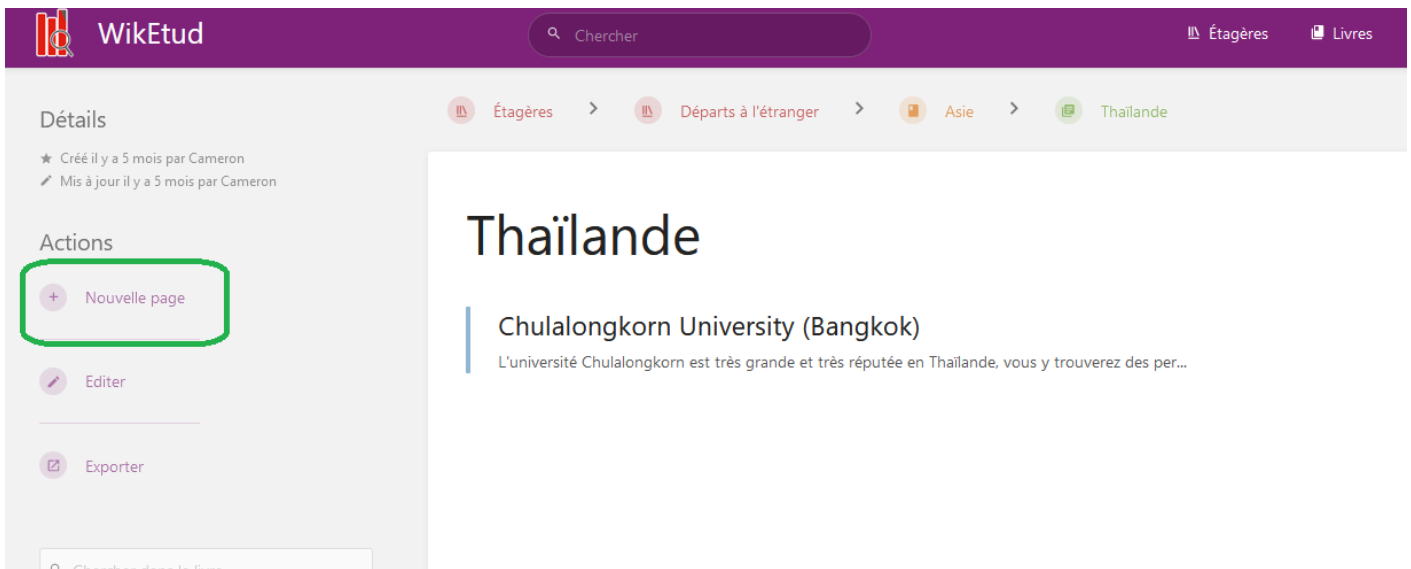 WikEtud
Chercher
Étagères
Livres
Détails
Créé il y a 5 mois par Cameron
Mis à jour il y a 5 mois par Cameron
Actions
Nouvelle page
Editer
Exporter
Étagères > Départs à l'étranger > Asie > Thaïlande
Thaïlande
Chulalongkorn University (Bangkok)
L'université Chulalongkorn est très grande et très réputée en Thaïlande, vous y trouverez des per...